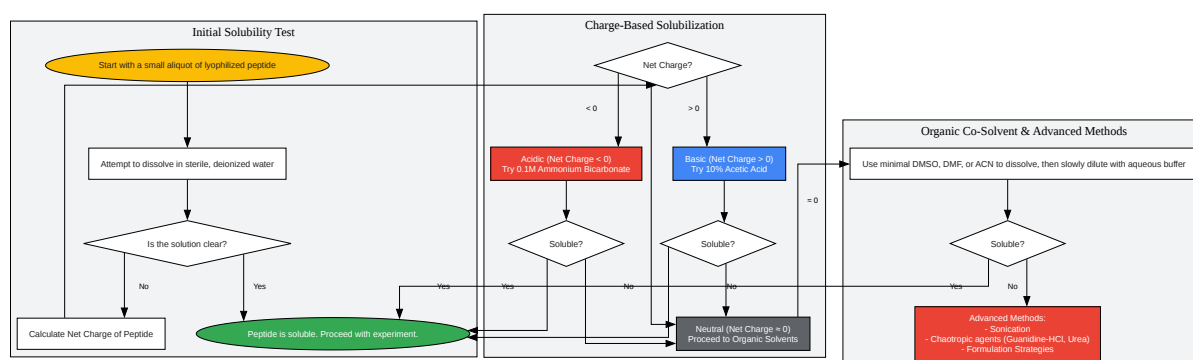 Initial Solubility Test
Start with a small aliquot of lyophilized peptide
Attempt to dissolve in sterile, deionized water
Is the solution clear?
No
Yes
Calculate Net Charge of Peptide
Peptide is soluble. Proceed with experiment.
Charge-Based Solubilization
Net Charge?
< 0
> 0
Acidic (Net Charge < 0)
Try 0.1M Ammonium Bicarbonate
Basic (Net Charge > 0)
Try 10% Acetic Acid
≈ 0
Soluble?
Soluble?
Yes
Yes
No
No
Neutral (Net Charge ≈ 0)
Proceed to Organic Solvents
Organic Co-Solvent & Advanced Methods
Use minimal DMSO, DMF, or ACN to dissolve, then slowly dilute with aqueous buffer
Soluble?
Yes
No
Advanced Methods:
- Sonication
- Chaotropic agents (Guanidine-HCl, Urea)
- Formulation Strategies